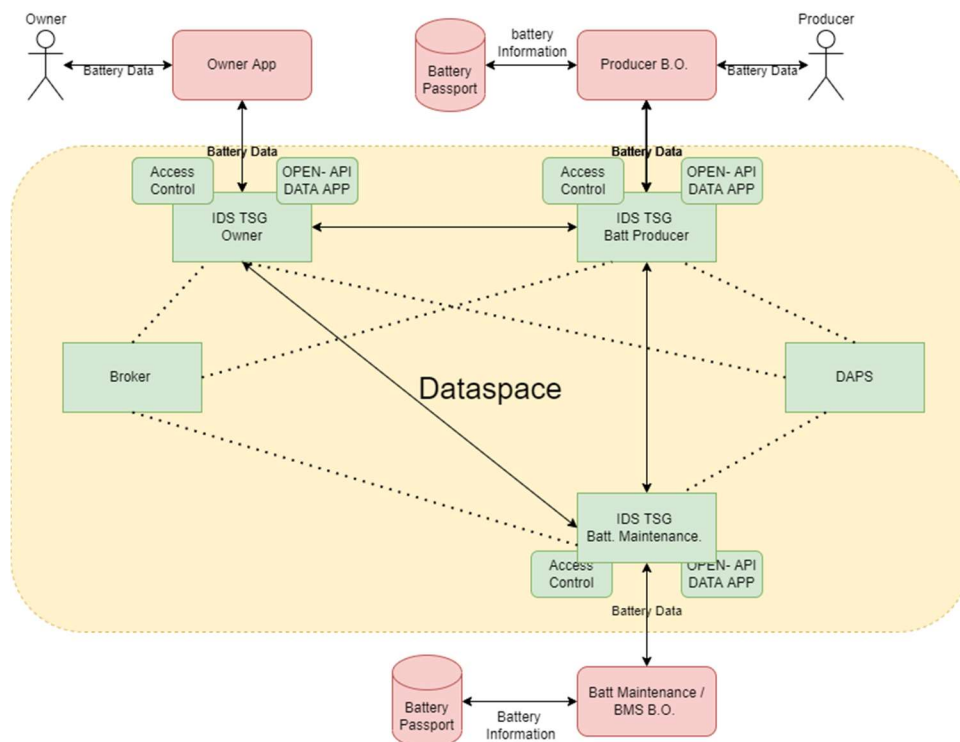 Owner
Producer
Battery Data
Owner App
Battery
Passport
battery
Information
Producer B.O.
Battery Data
Battery Data
Battery Data
Access
Control
OPEN- API
DATA APP
Access
Control
OPEN- API
DATA APP
IDS TSG
Owner
IDS TSG
Batt Producer
Broker
Dataspace
DAPS
IDS TSG
Batt. Maintenance.
Access
Control
OPEN- API
DATA APP
Battery Data
Battery
Passport
Battery
Information
Batt Maintenance /
BMS B.O.